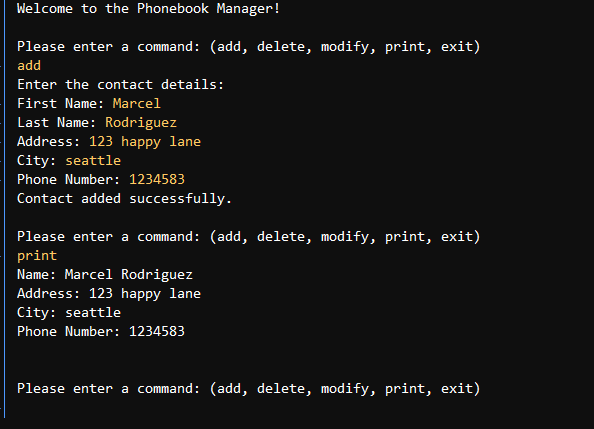 Welcome to the Phonebook Manager!
Please enter a command: (add, delete, modify, print, exit)
add
Enter the contact details:
First Name: Marcel
Last Name: Rodriguez
Address: 123 happy lane
City: seattle
Phone Number: 1234583
Contact added successfully.
Please enter a command: (add, delete, modify, print, exit)
print
Name: Marcel Rodriguez
Address: 123 happy lane
City: seattle
Phone Number: 1234583
Please enter a command: (add, delete, modify, print, exit)